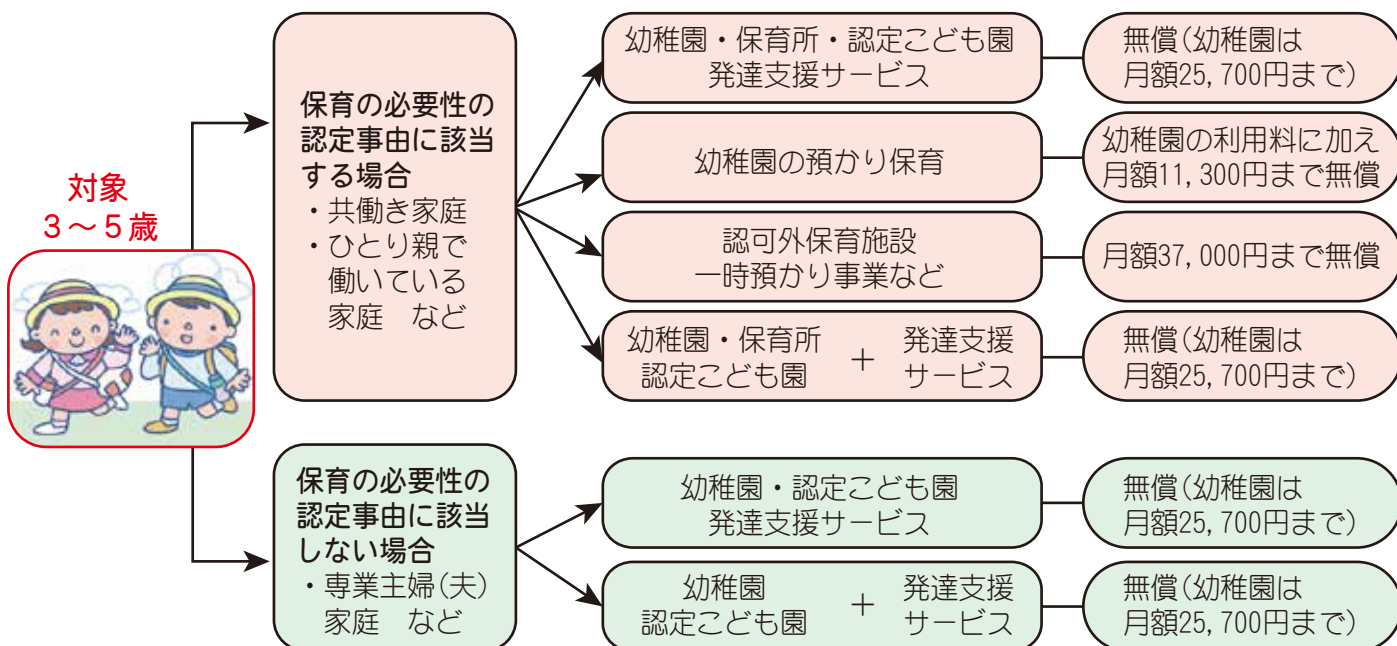 対象
3~5歳
保育の必要性の
認定事由に該当
する場合
・共働き家庭
・ひとり親で
働いている
家庭 など
幼稚園・保育所・認定こども園
発達支援サービス
無償(幼稚園は
月額25,700円まで)
幼稚園の預かり保育
幼稚園の利用料に加え
月額11,300円まで無償
認可外保育施設
一時預かり事業など
月額37,000円まで無償
幼稚園・保育所
認定こども園
+
発達支援
サービス
無償(幼稚園は
月額25,700円まで)
保育の必要性の
認定事由に該当
しない場合
・専業主婦(夫)
家庭 など
幼稚園・認定こども園
発達支援サービス
無償(幼稚園は
月額25,700円まで)
幼稚園
認定こども園
+
発達支援
サービス
無償(幼稚園は
月額25,700円まで)